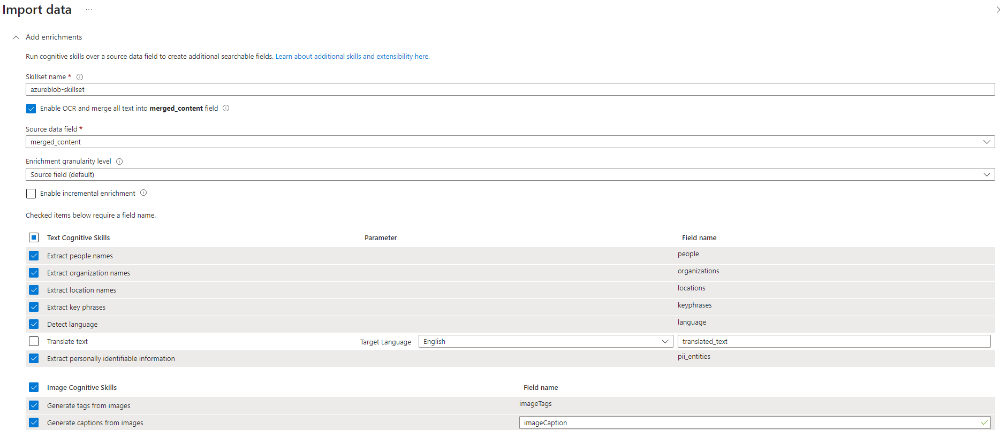 Import data ...
Add enrichments
Run cognitive skills over a source data field to create additional searchable fields. Learn about additional skills and extensibility here.
Skillset name *
azureblob-skillset
Enable OCR and merge all text into merged_content field
Source data field *
merged_content
Enrichment granularity level
Source field (default)
Enable incremental enrichment
Checked items below require a field name.
Text Cognitive Skills Parameter Field name
Extract people names people
Extract organization names organizations
Extract location names locations
Extract key phrases keyphrases
Detect language language
Translate text Target Language English translated_text
Extract personally identifiable information pii_entities
Image Cognitive Skills Field name
Generate tags from images imageTags
Generate captions from images imageCaption